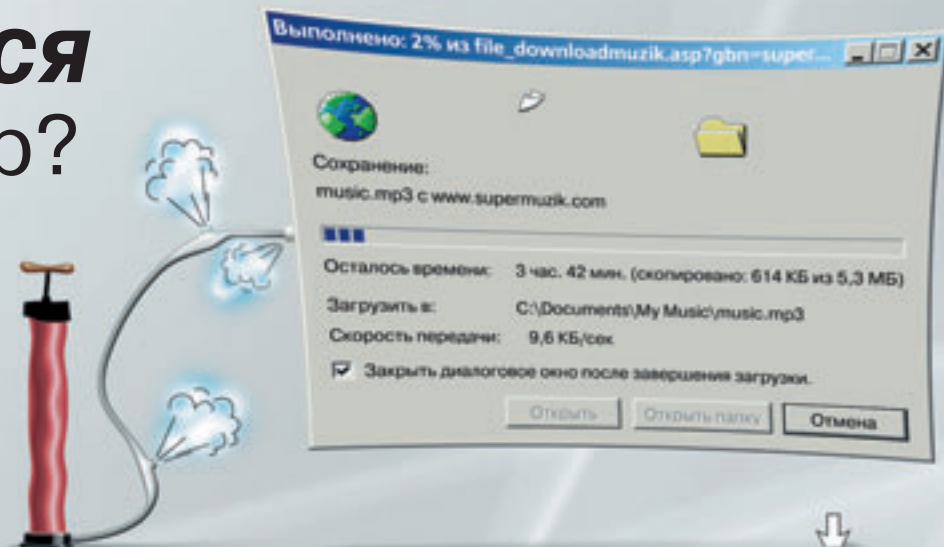 ся
о?
Выполнено: 2% из file_downloadmuzik.asp?gbn=super...
Сохранение:
music.mp3 с www.supermuzik.com
Осталось времени: 3 час. 42 мин. (скопировано: 614 КБ из 5,3 МБ)
Загрузить в: C:\Documents\My Music\music.mp3
Скорость передачи: 9,6 КБ/сек
Закрыть диалоговое окно после завершения загрузки.
Открыть Открыть папку Отмена